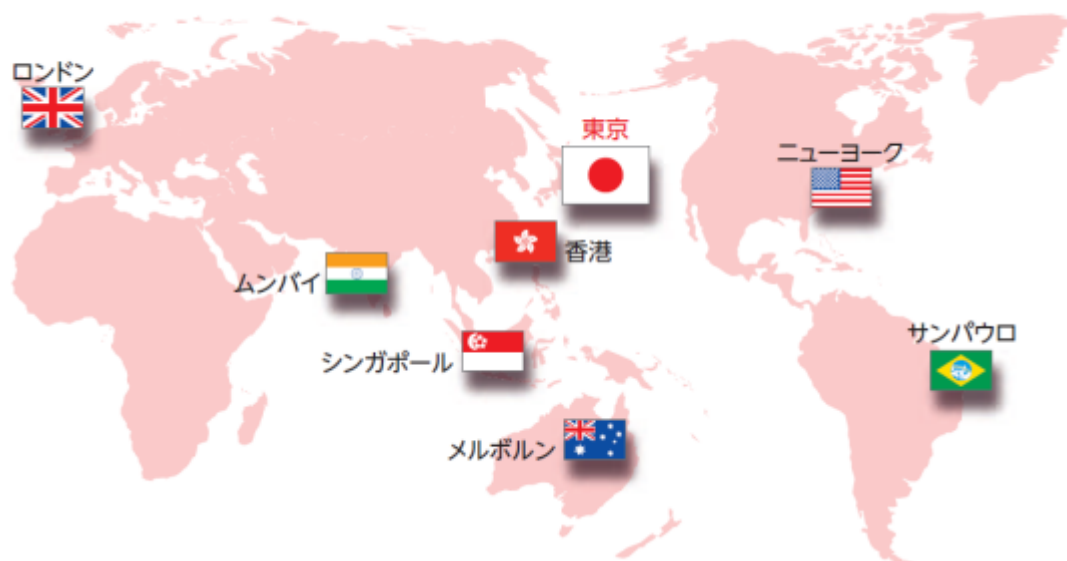 ロンドン
東京
ニューヨーク
香港
ムンバイ
サンパウロ
シンガポール
メルボルン